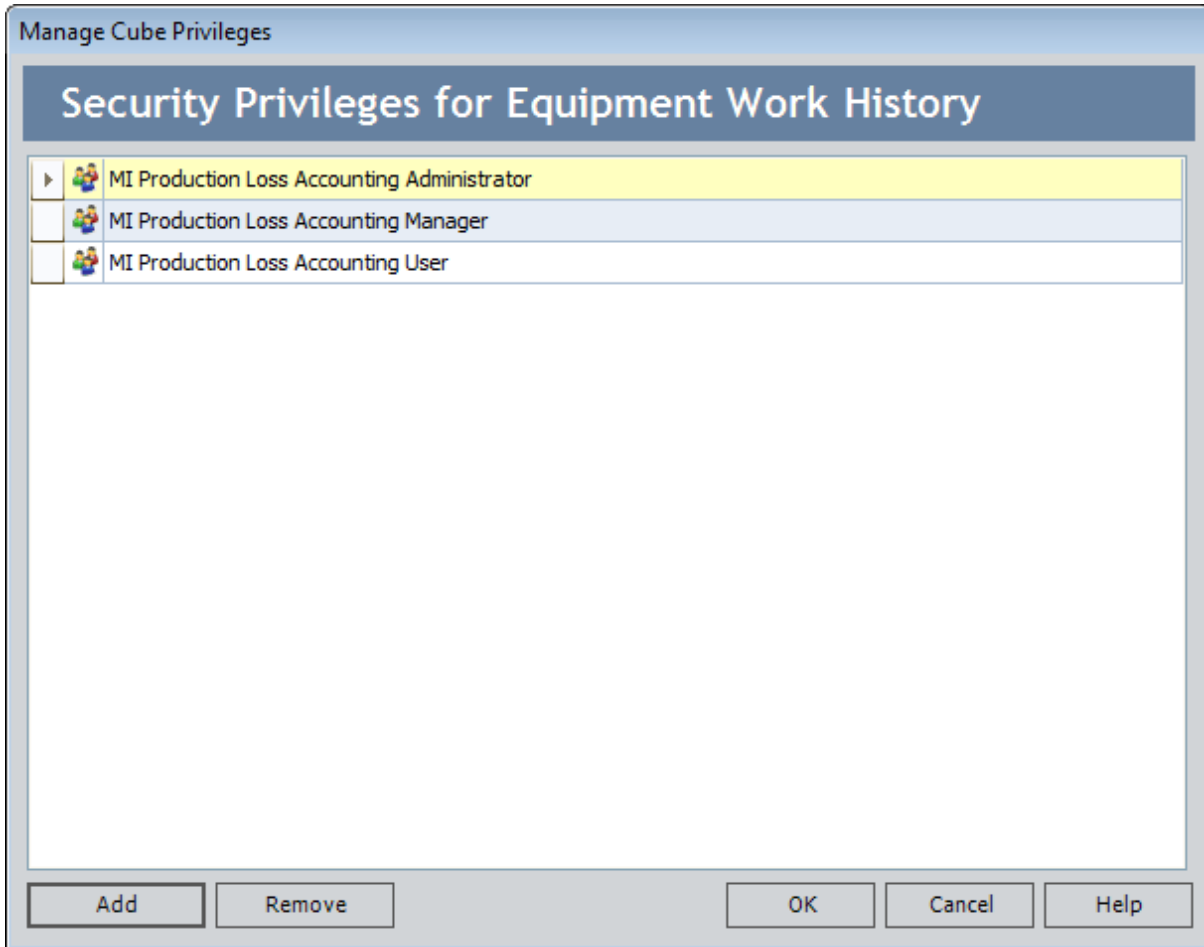 Manage Cube Privileges
Security Privileges for Equipment Work History
MI Production Loss Accounting Administrator
MI Production Loss Accounting Manager
MI Production Loss Accounting User
Add Remove OK Cancel Help